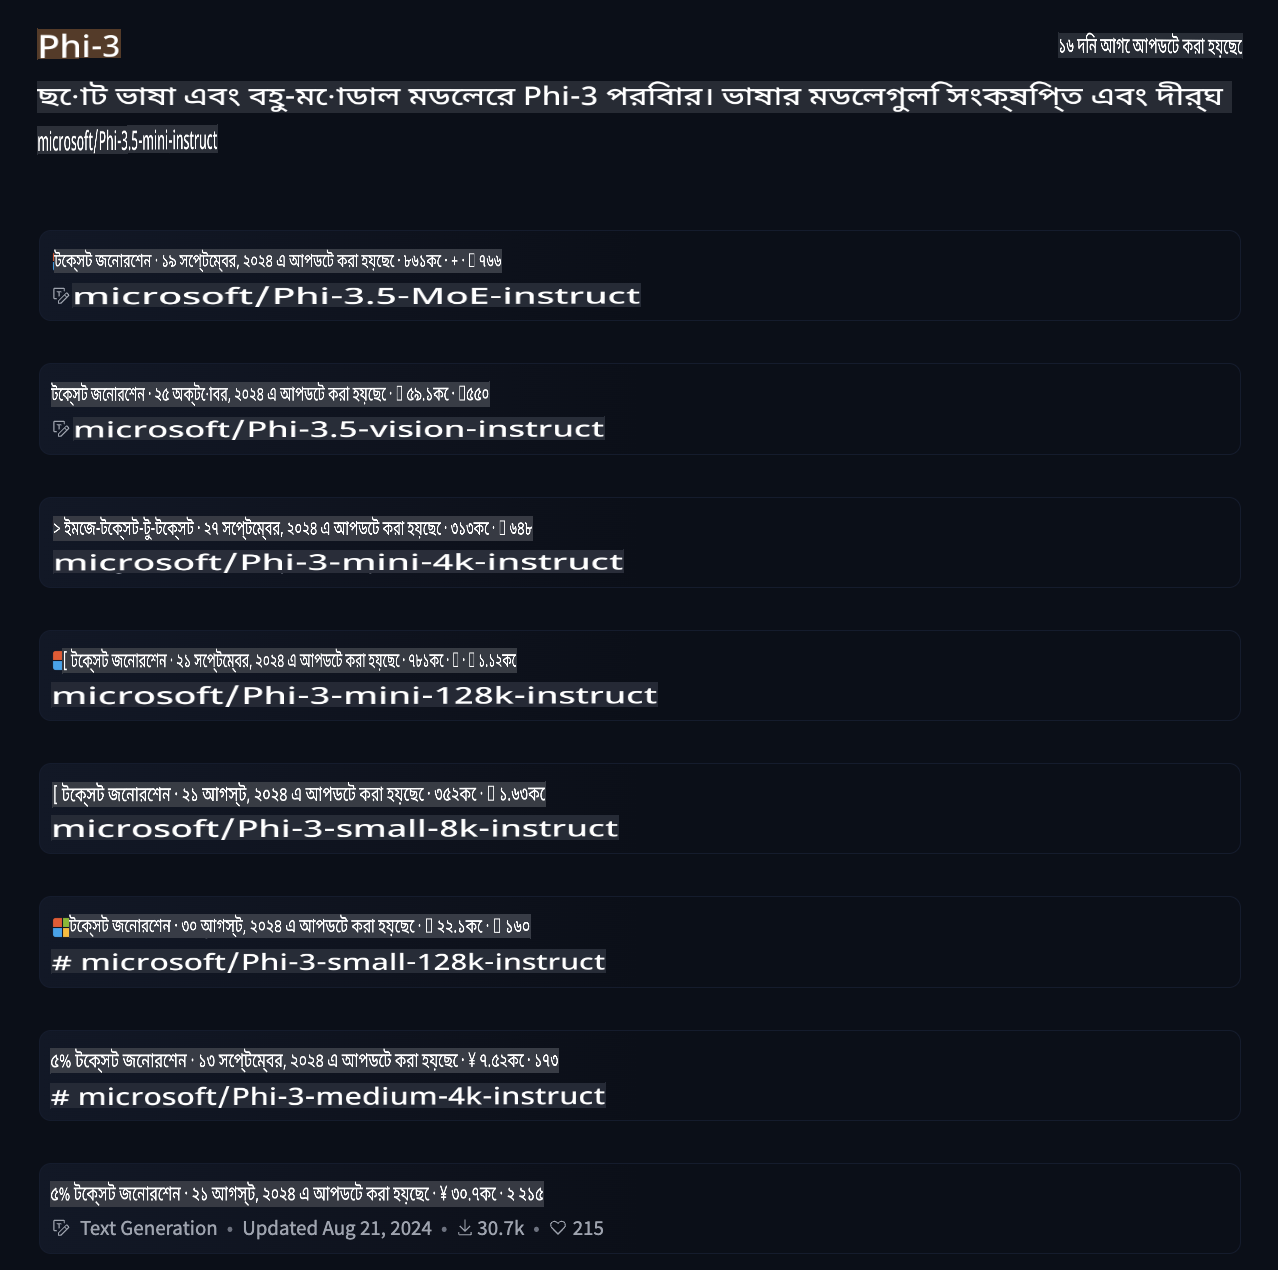 Phi-3
১৬ দিন আগে আপডেট করা হয়েছে
ছোট ভাষা এবং বহু-মোডাল মডেলের Phi-3 পরিবার। ভাষার মডেলগুলি সংক্ষিপ্ত এবং দীর্ঘ
microsoft/Phi-3.5-mini-instruct
টেক্সট জেনারেশন · ১৯ সেপ্টেম্বর, ২০২৪ এ আপডেট করা হয়েছে · ৮৬১কে · + · ৭৬৬
microsoft/Phi-3.5-MoE-instruct
টেক্সট জেনারেশন · ২৫ অক্টোবর, ২০২৪ এ আপডেট করা হয়েছে · ৫৯.১কে · ৫৫০
microsoft/Phi-3.5-vision-instruct
> ইমেজ-টেক্সট-টু-টেক্সট · ২৭ সেপ্টেম্বর, ২০২৪ এ আপডেট করা হয়েছে · ৩১৩কে · ৬৪৮
microsoft/Phi-3-mini-4k-instruct
[ টেক্সট জেনারেশন · ২১ সেপ্টেম্বর, ২০২৪ এ আপডেট করা হয়েছে · ৭৮১কে · · ১.১২কে
microsoft/Phi-3-mini-128k-instruct
[ টেক্সট জেনারেশন · ২১ আগস্ট, ২০২৪ এ আপডেট করা হয়েছে · ৩৫২কে · ১.৬৩কে
microsoft/Phi-3-small-8k-instruct
টেক্সট জেনারেশন · ৩০ আগস্ট, ২০২৪ এ আপডেট করা হয়েছে · ২২.১কে · ১৬০
# microsoft/Phi-3-small-128k-instruct
৫% টেক্সট জেনারেশন · ১৩ সেপ্টেম্বর, ২০২৪ এ আপডেট করা হয়েছে · ¥ ৭.৫২কে · ১৭৩
# microsoft/Phi-3-medium-4k-instruct
৫% টেক্সট জেনারেশন · ২১ আগস্ট, ২০২৪ এ আপডেট করা হয়েছে · ¥ ৩০.৭কে · ২ ২১৫
Text Generation • Updated Aug 21, 2024 • 30.7k • 215